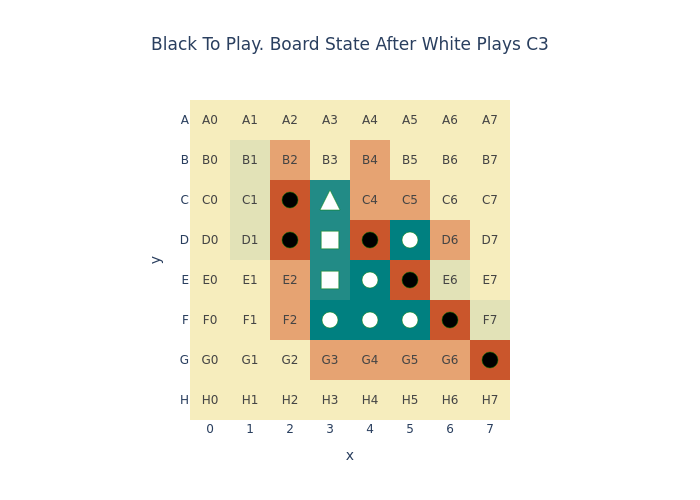 Black To Play. Board State After White Plays C3
A A0 A1 A2 A3 A4 A5 A6 A7
B B0 B1 B2 B3 B4 B5 B6 B7
C C0 C1 C4 C5 C6 C7
D D0 D1 D6 D7
E E0 E1 E2 E6 E7
F F0 F1 F2 F7
G G0 G1 G2 G3 G4 G5 G6
H H0 H1 H2 H3 H4 H5 H6 H7
0 1 2 3 4 5 6 7
x
y